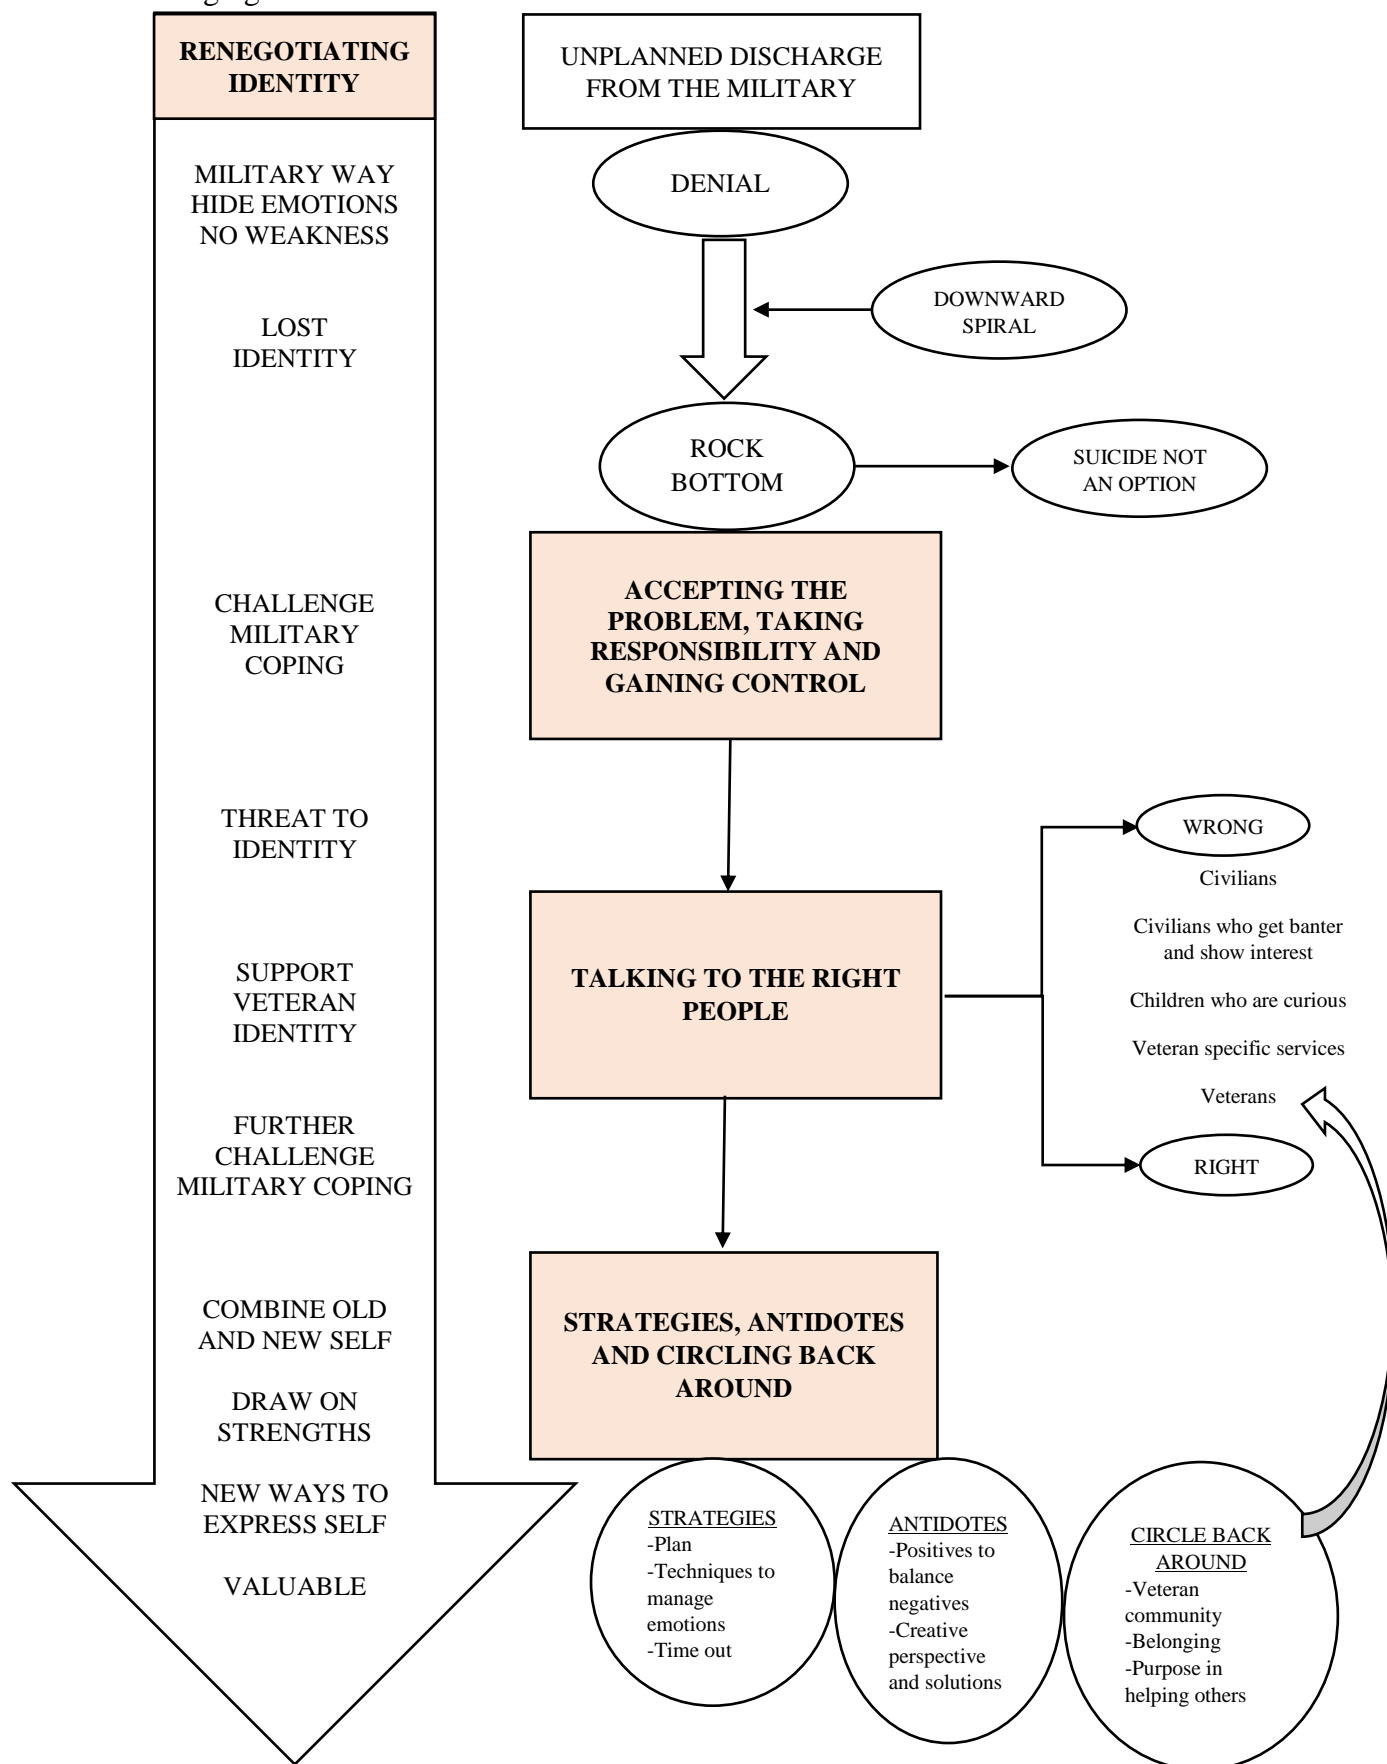 RENEGOTIATING
IDENTITY
MILITARY WAY
HIDE EMOTIONS
NO WEAKNESS
LOST
IDENTITY
CHALLENGE
MILITARY
COPING
THREAT TO
IDENTITY
SUPPORT
VETERAN
IDENTITY
FURTHER
CHALLENGE
MILITARY COPING
COMBINE OLD
AND NEW SELF
DRAW ON
STRENGTHS
NEW WAYS TO
EXPRESS SELF
VALUABLE
UNPLANNED DISCHARGE
FROM THE MILITARY
DENIAL
DOWNWARD
SPIRAL
ROCK
BOTTOM
SUICIDE NOT
AN OPTION
ACCEPTING THE
PROBLEM, TAKING
RESPONSIBILITY AND
GAINING CONTROL
TALKING TO THE RIGHT
PEOPLE
WRONG
Civilians
Civilians who get banter
and show interest
Children who are curious
Veteran specific services
Veterans
RIGHT
STRATEGIES, ANTIDOTES
AND CIRCLING BACK
AROUND
STRATEGIES
-Plan
-Techniques to
manage
emotions
-Time out
ANTIDOTES
-Positives to
balance
negatives
-Creative
perspective
and solutions
CIRCLE BACK
AROUND
-Veteran
community
-Belonging
-Purpose in
helping others